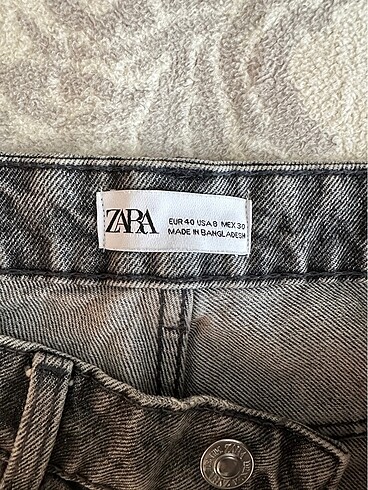 ZARA
EUR 40 USA 8 MEX 30
MADE IN BANGLADESH